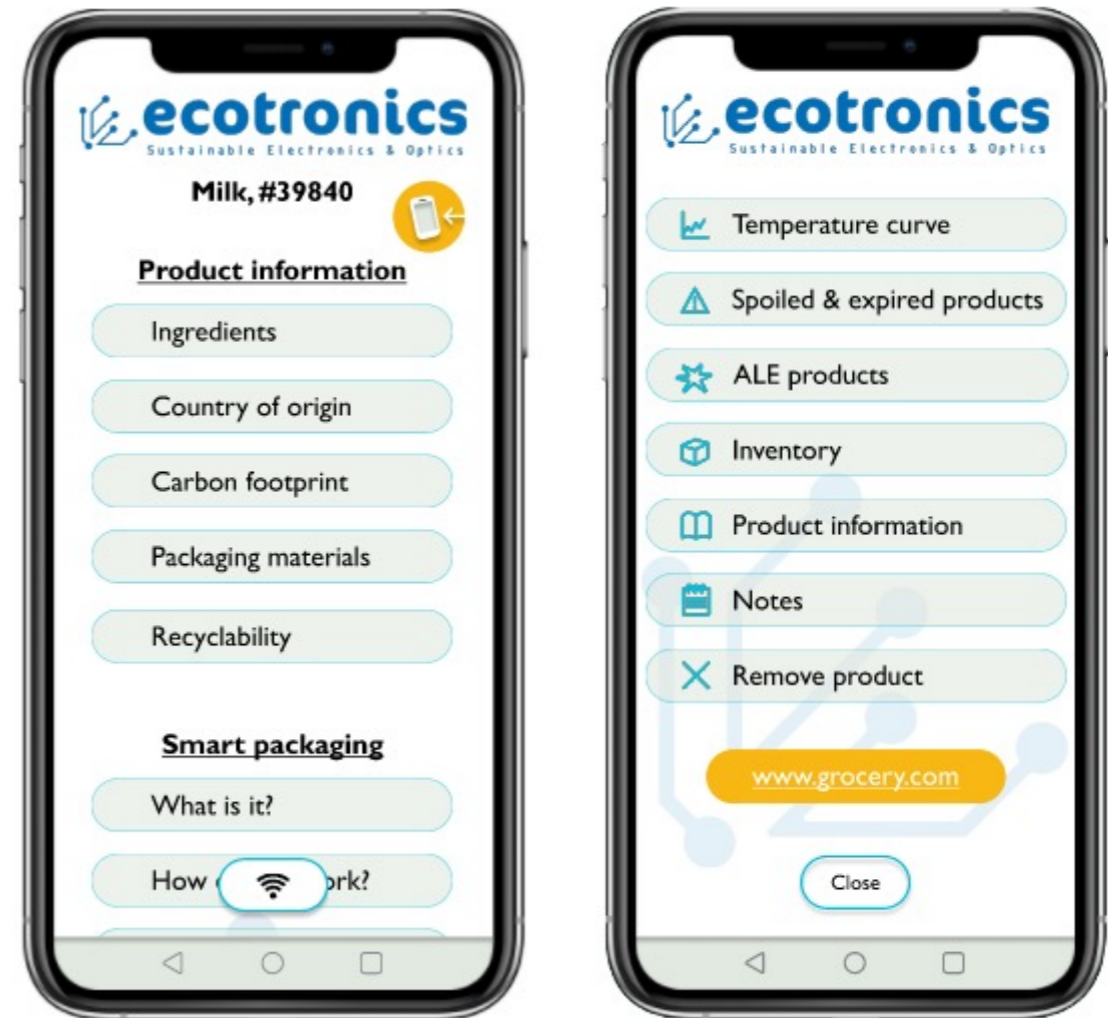 ecotronics
Sustainable Electronics & Optics
Milk, #39840
Product information
Ingredients
Country of origin
Carbon footprint
Packaging materials
Recyclability
Smart packaging
What is it?
How
ecotronics
Sustainable Electronics & Optics
Temperature curve
Spoiled & expired products
ALE products
Inventory
Product information
Notes
Remove product
www.grocery.com
Close